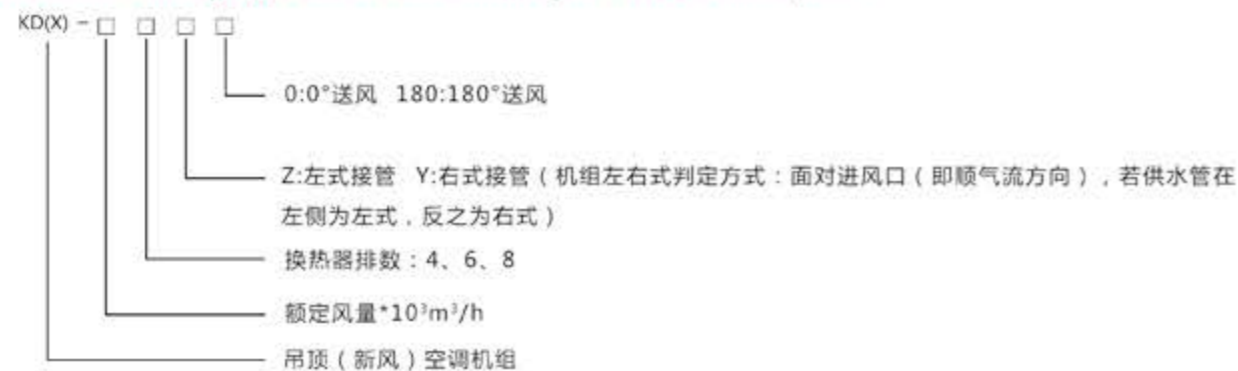 KD(X) - □ □ □ □
0:0°送风 180:180°送风
Z:左式接管 Y:右式接管（机组左右式判定方式：面对进风口（即顺气流方向），若供水管在
左侧为左式，反之为右式）
换热器排数：4、6、8
额定风量*10³m³/h
吊顶（新风）空调机组